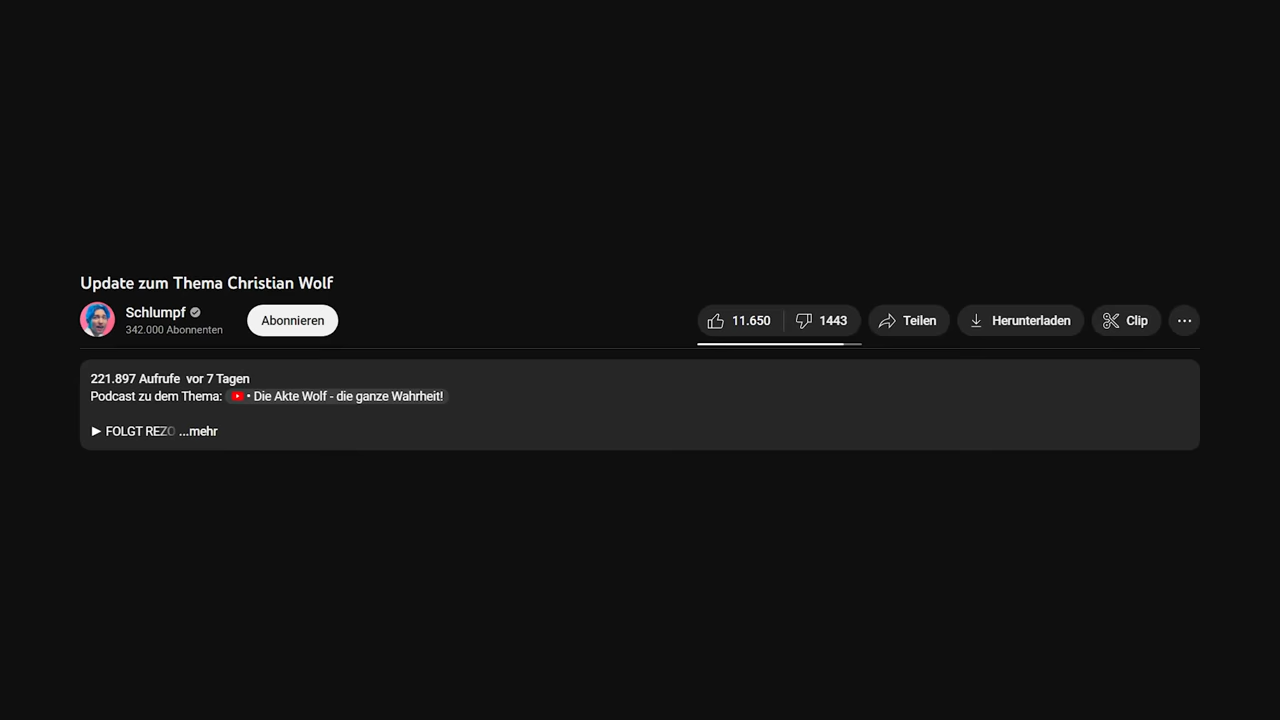 Update zum Thema Christian Wolf
Schlumpf
342.000 Abonnenten
Abonnieren
11.650
1443
Teilen
Herunterladen
Clip
221.897 Aufrufe vor 7 Tagen
Podcast zu dem Thema: • Die Akte Wolf - die ganze Wahrheit!
► FOLGT REZO ...mehr